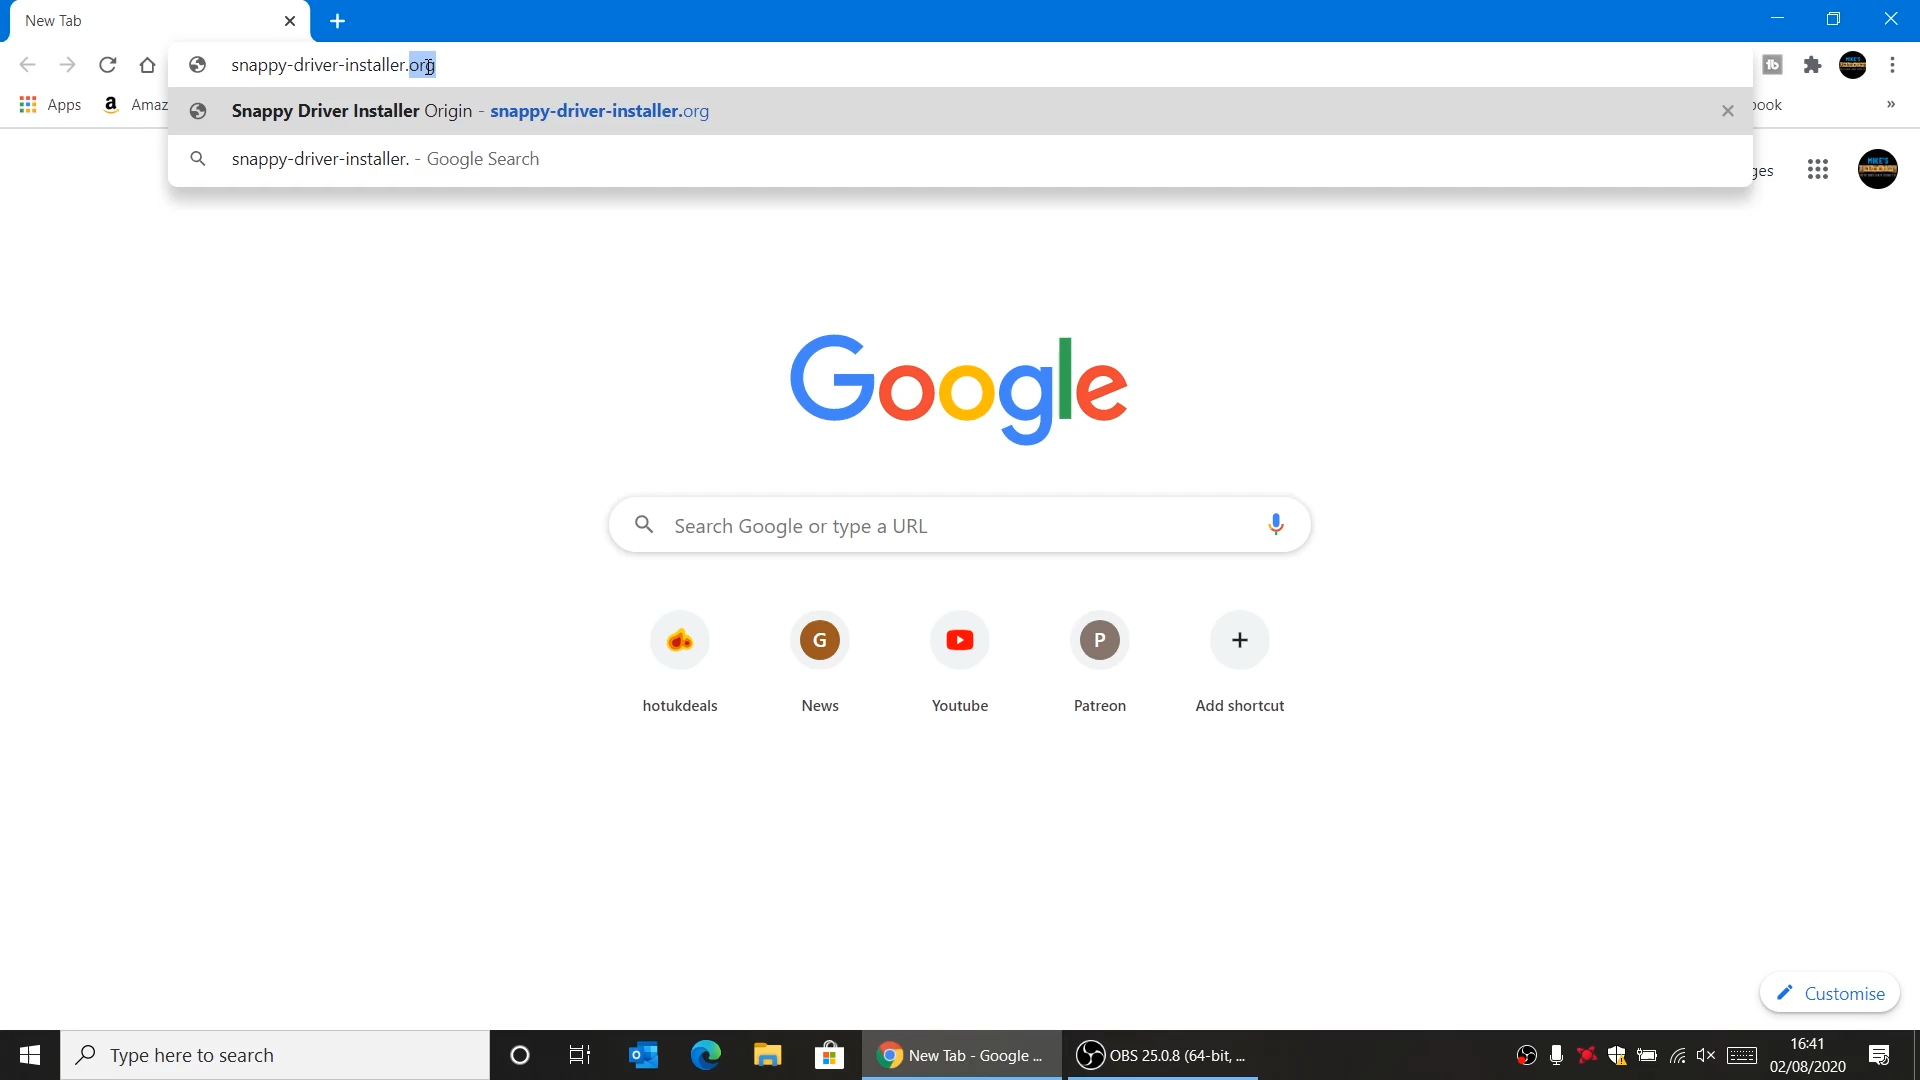 New Tab
snappy-driver-installer.org
Snappy Driver Installer Origin - snappy-driver-installer.org
snappy-driver-installer. - Google Search
Apps
a Amaz
book
ges
Google
Search Google or type a URL
G
P
hotukdeals
News
Youtube
Patreon
Add shortcut
Customise
Type here to search
New Tab - Google ...
OBS 25.0.8 (64-bit, ...
16:41
02/08/2020